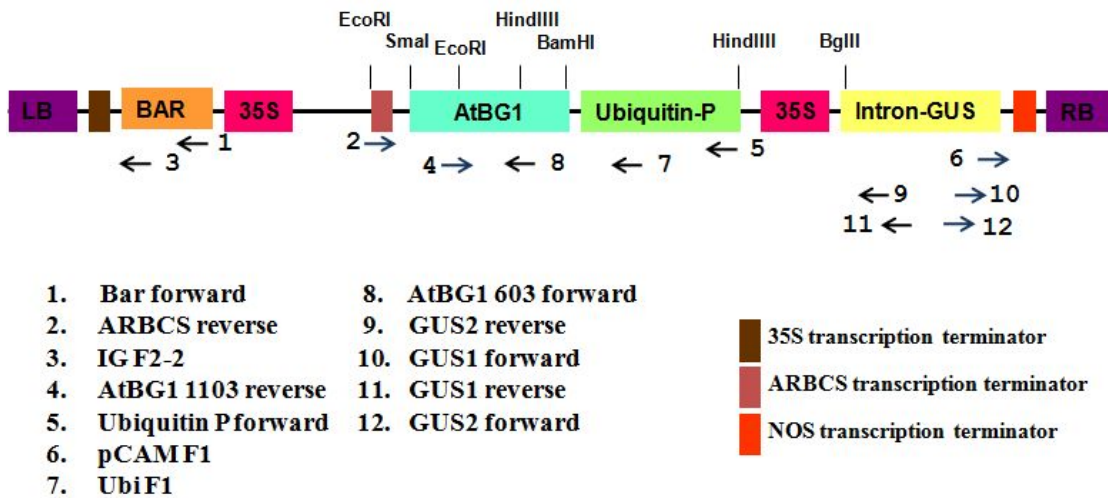 EcoRI
SmaI
EcoRI
HindIIII
BamHI
HindIIII
BgIII
LB
BAR
35S
AtBG1
Ubiquitin-P
35S
Intron-GUS
RB
1
2
3
4
8
7
5
6
9
10
11
12
1. Bar forward
2. ARBCS reverse
3. IG F2-2
4. AtBG1 1103 reverse
5. Ubiquitin P forward
6. pCAM F1
7. Ubi F1
8. AtBG1 603 forward
9. GUS2 reverse
10. GUS1 forward
11. GUS1 reverse
12. GUS2 forward
35S transcription terminator
ARBCS transcription terminator
NOS transcription terminator